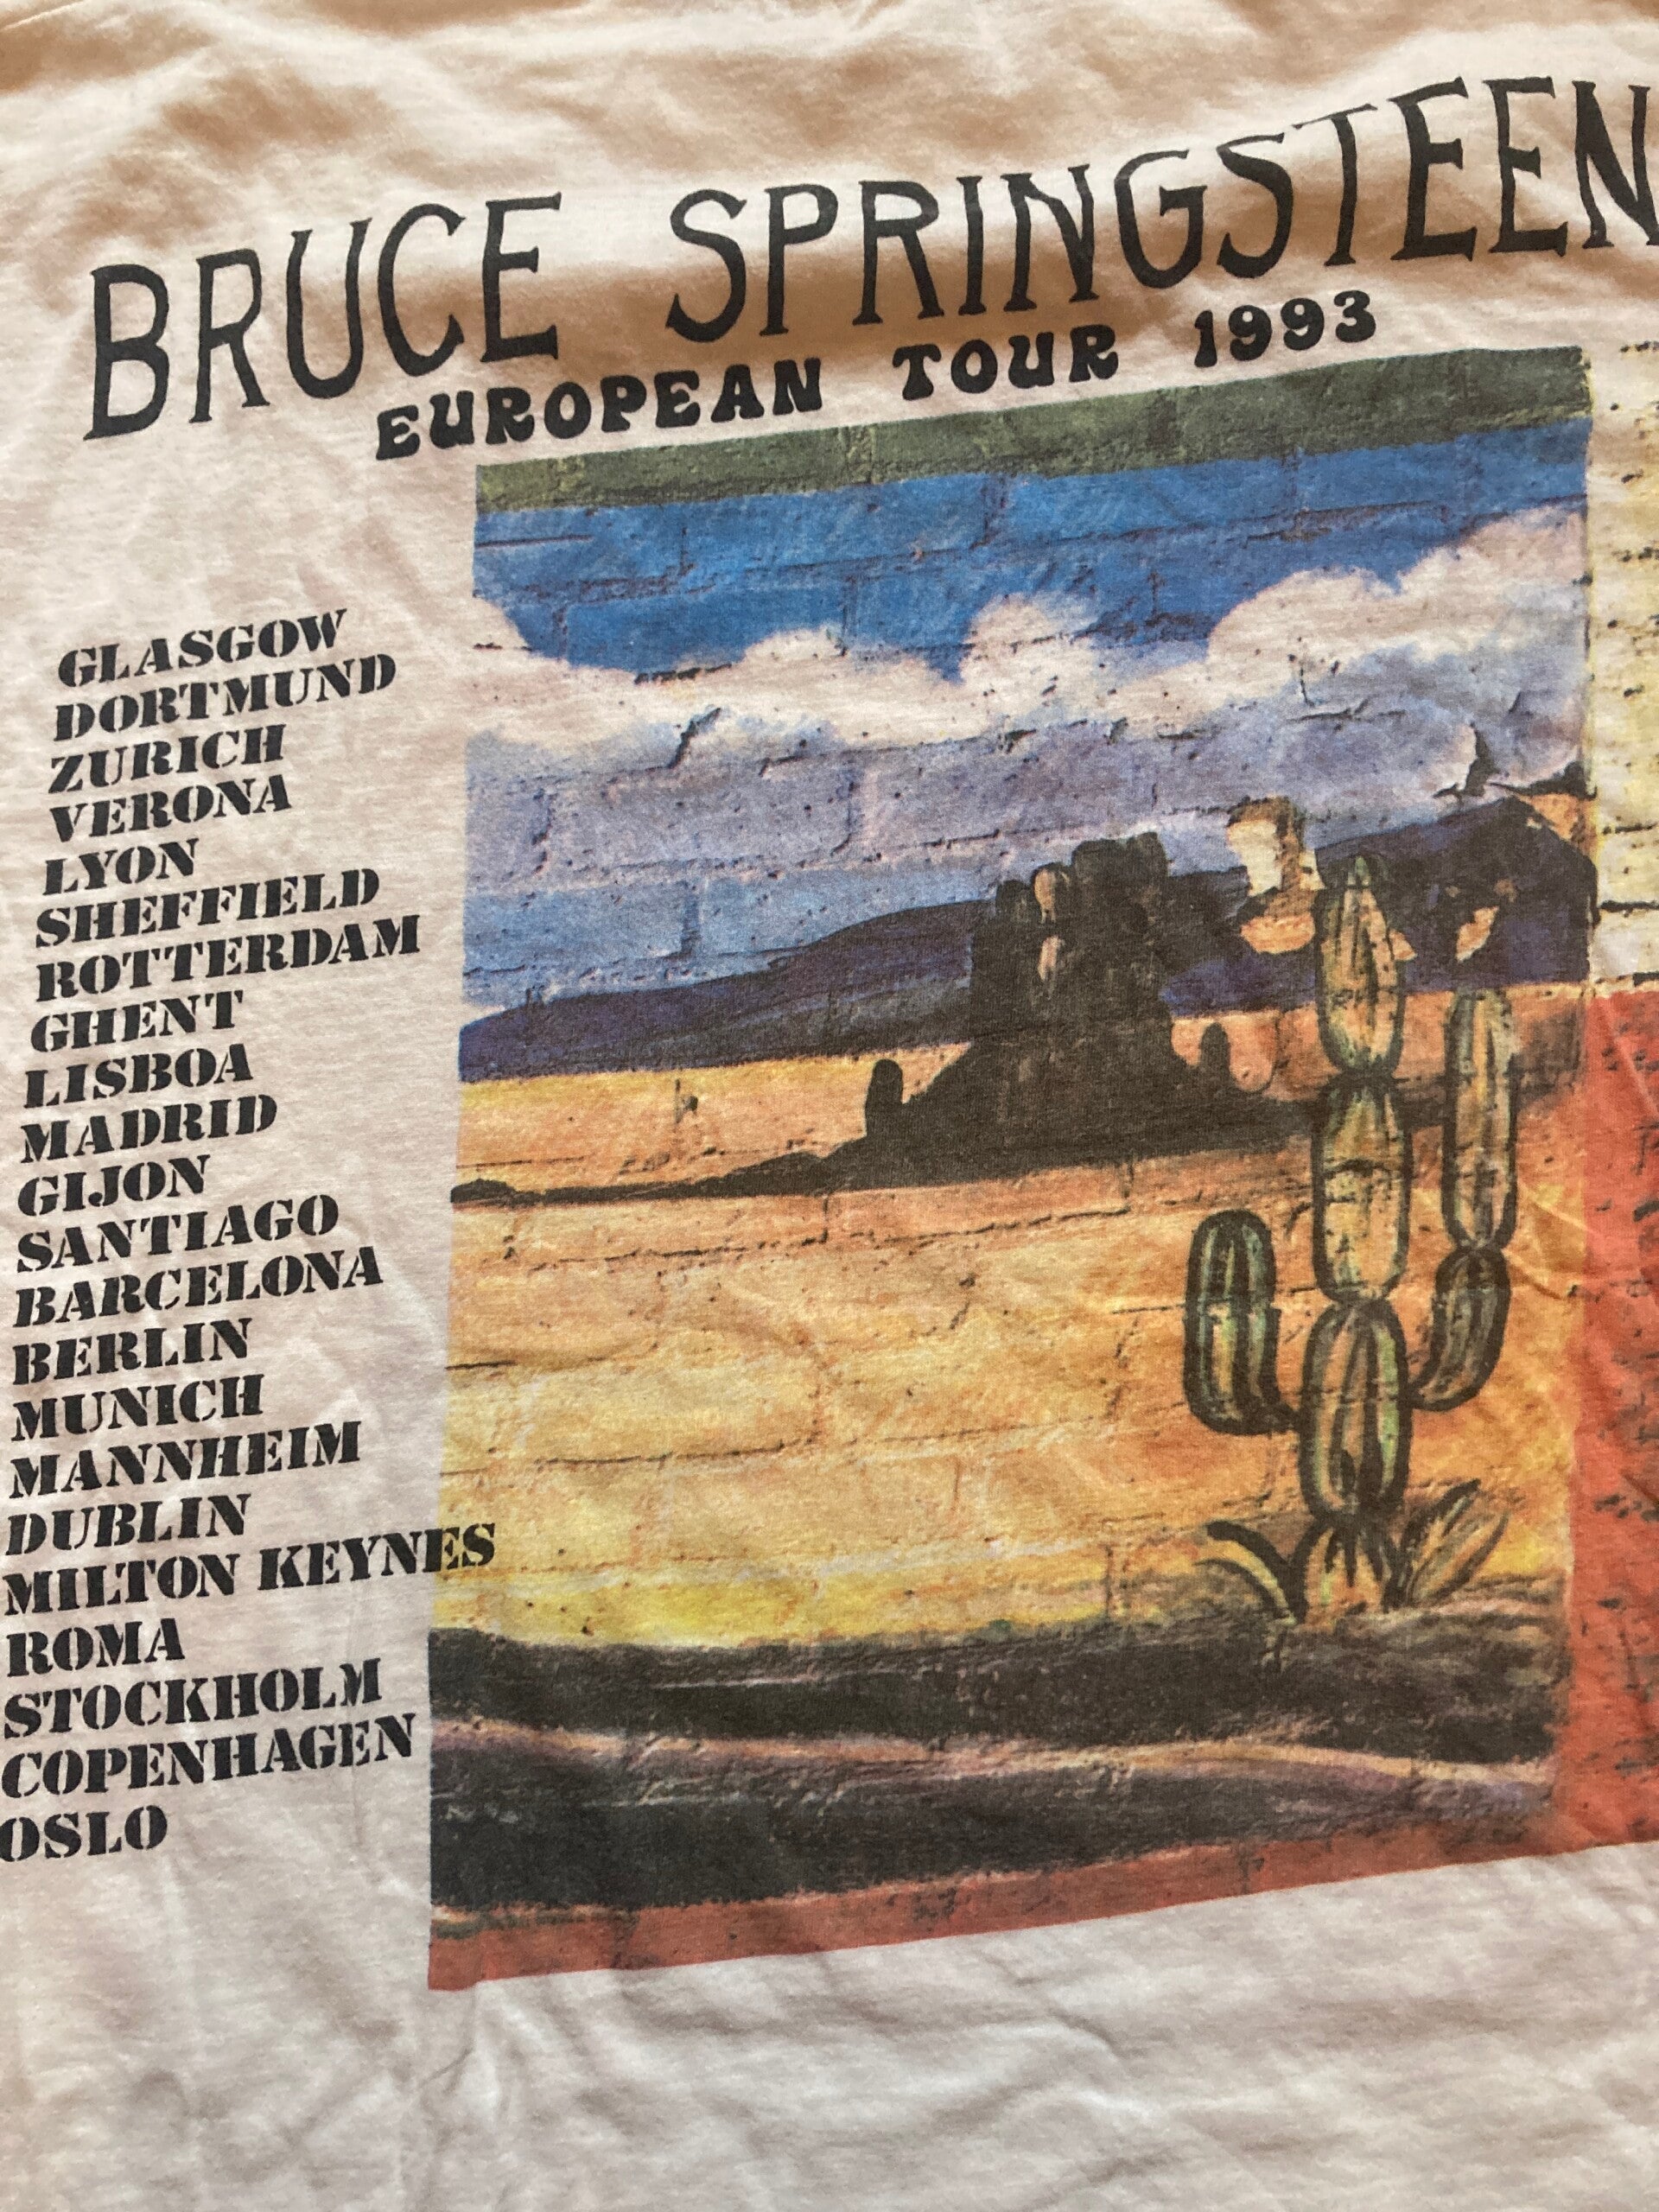 BRUCE SPRINGSTEEN
EUROPEAN TOUR 1993
GLASGOW
DORTMUND
ZURICH
VERONA
LYON
SHEFFIELD
ROTTERDAM
GHENT
LISBOA
MADRID
GIJON
SANTIAGO
BARCELONA
BERLIN
MUNICH
MANNHEIM
DUBLIN
MILTON KEYNES
ROMA
STOCKHOLM
COPENHAGEN
OSLO